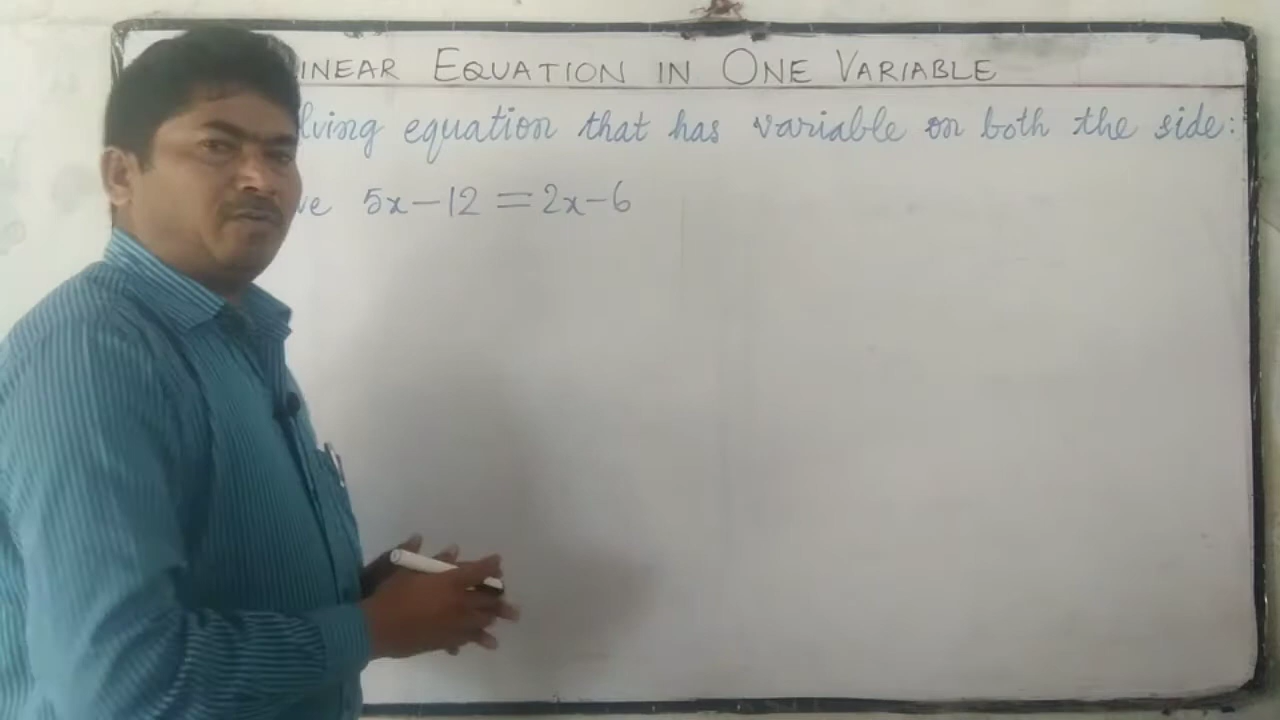 INEAR EQUATION IN ONE VARIABLE
lving equation that has variable on both the side:
ve 5x-12=2x-6